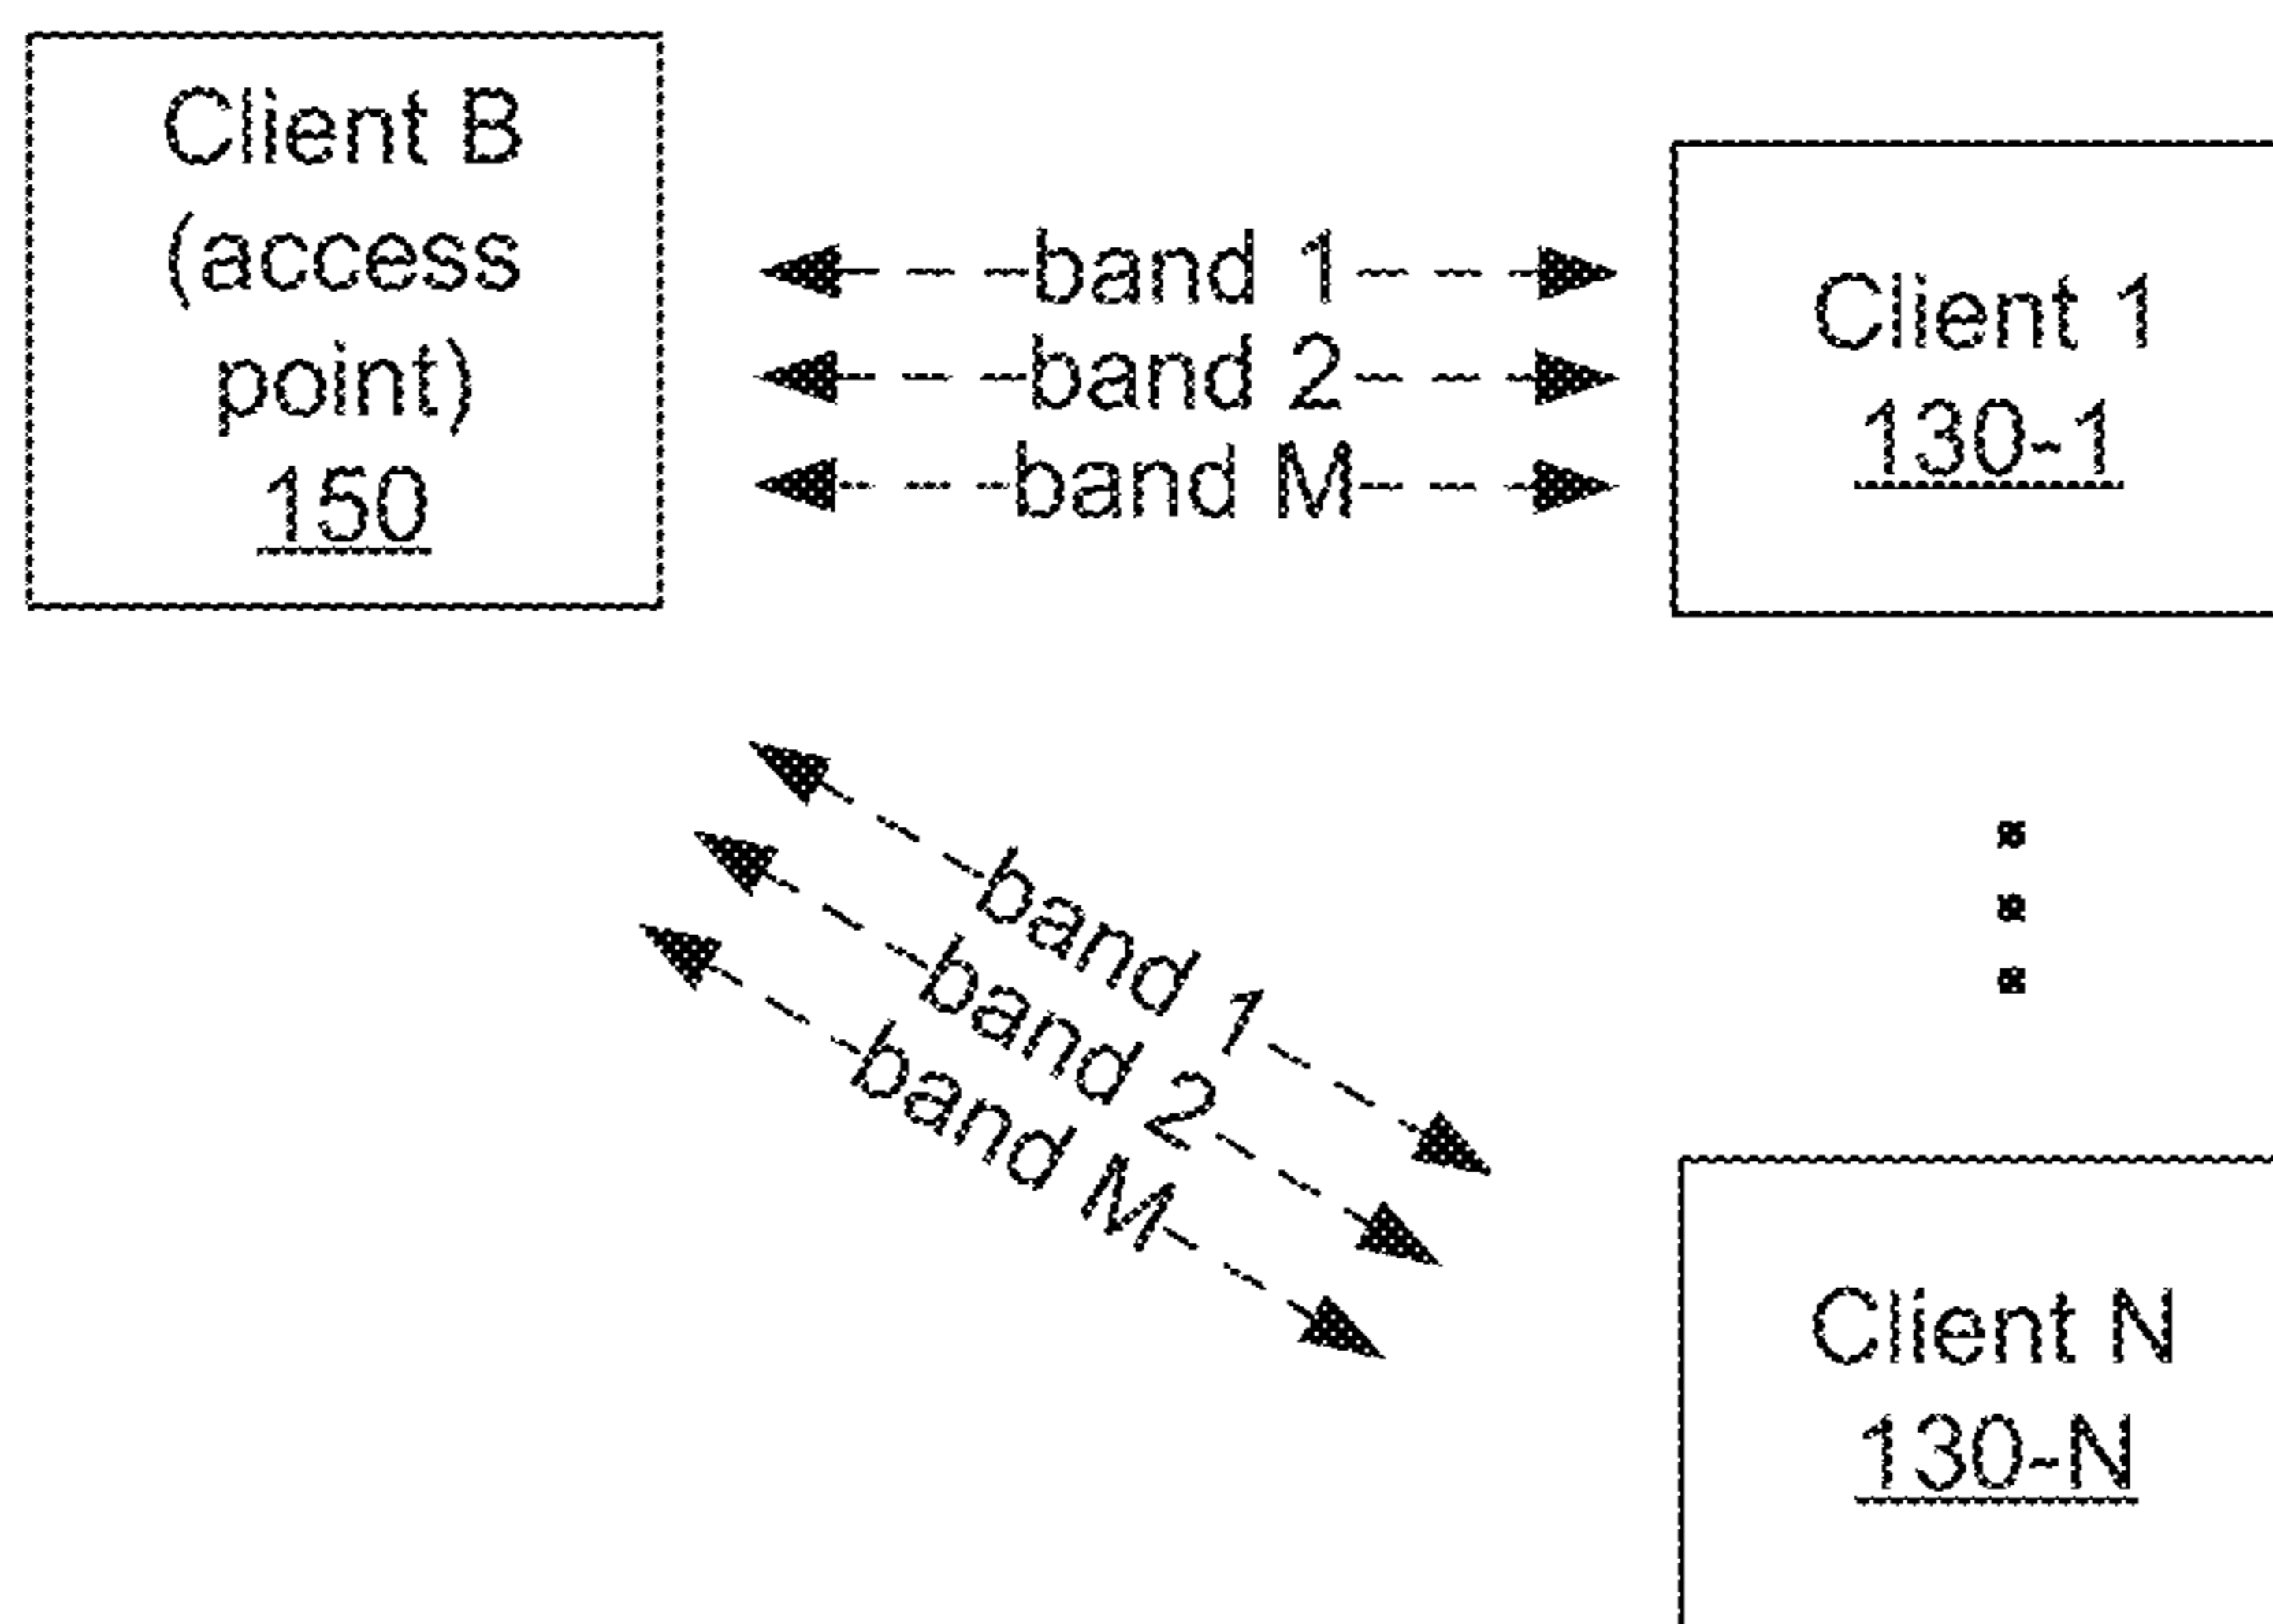 Client B
(access
point)
150
band 1
band 2
band M
Client 1
130-1
band 1
band 2
band M
Client N
130-N